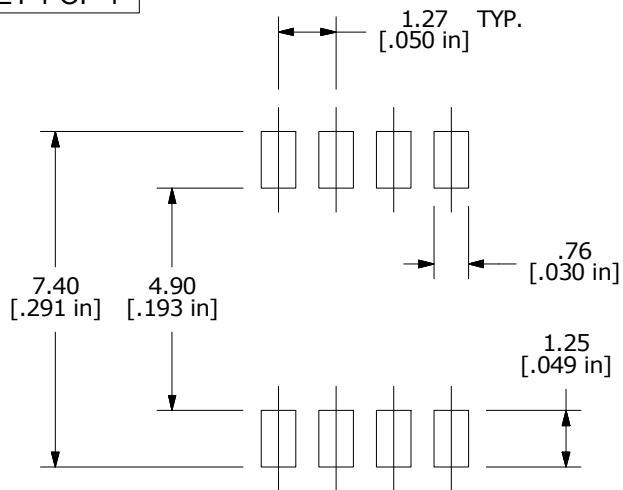 1.27 TYP.
[.050 in]
.76
[.030 in]
7.40
[.291 in]
4.90
[.193 in]
1.25
[.049 in]